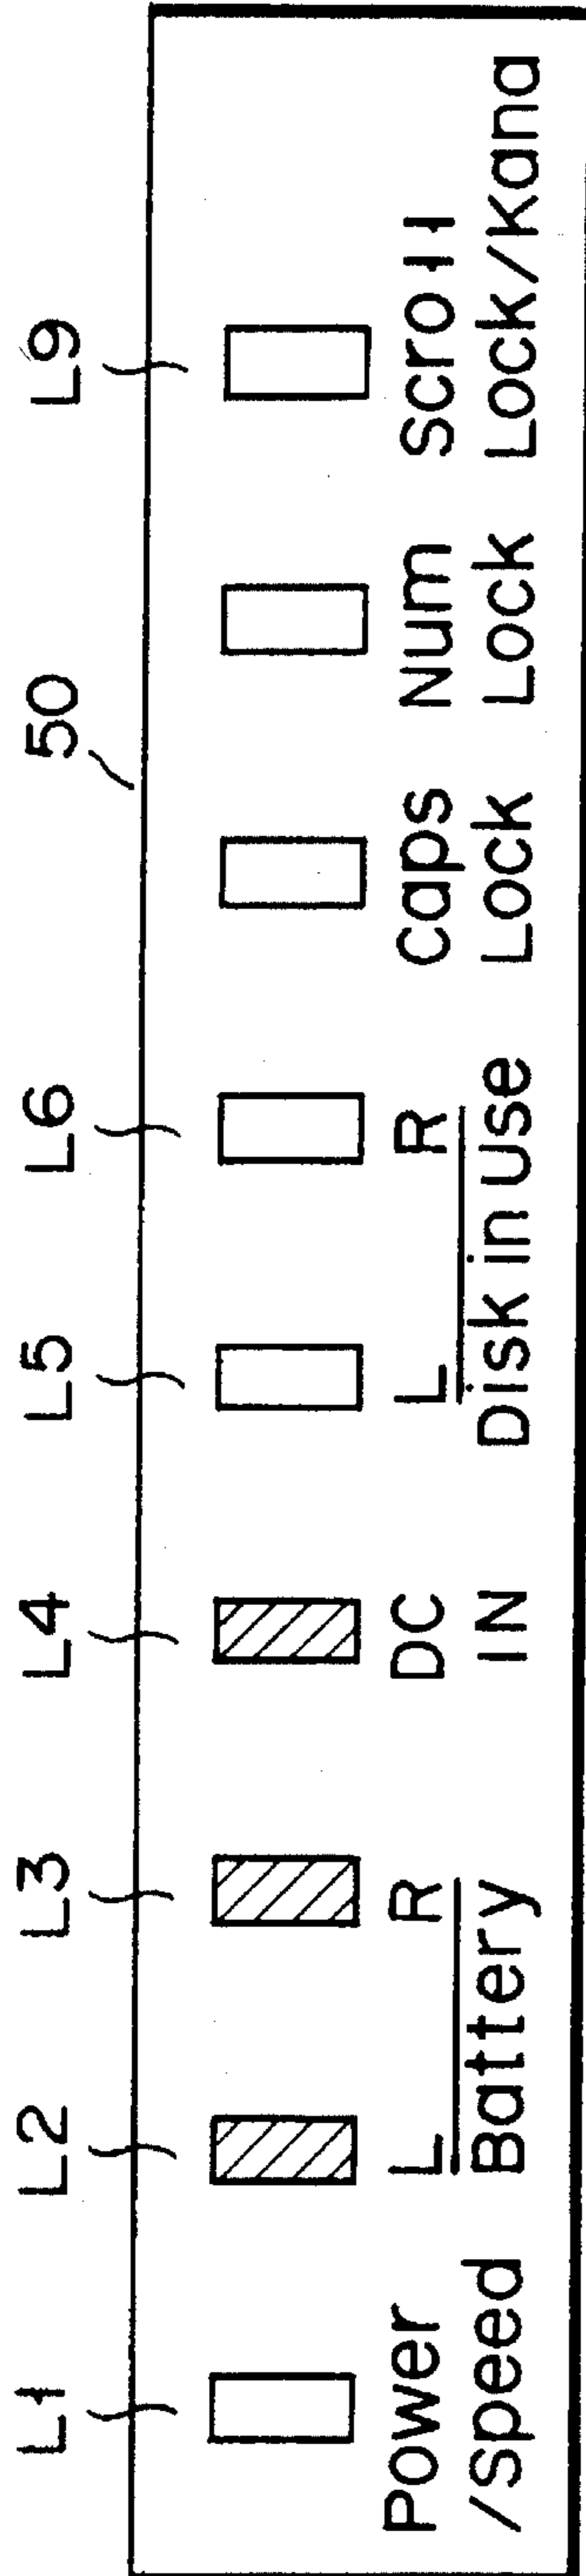 L1 L2 L3 L4 L5 L6 50 L9
Power L R DC L R Caps Num Scroll
/Speed Battery IN Disk in Use Lock Lock Lock/Kana